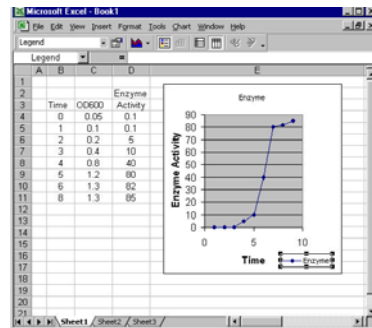 Microsoft Excel - Book1
File Edit View Insert Format Tools Chart Window Help
Legend
Legend =
A B C D E
1
2 Enzyme
3 Time OD600 Activity
4 0 0.05 0.1
5 1 0.1 0.1
6 2 0.2 5
7 3 0.4 10
8 4 0.8 40
9 5 1.2 80
10 6 1.3 82
11 8 1.3 85
12
13
14
15
16
17
18
19
20
21
Enzyme
90
80
70
60
50
40
30
20
10
0
Enzyme Activity
0 5 10
Time
Enzyme
Sheet1 Sheet2 Sheet3